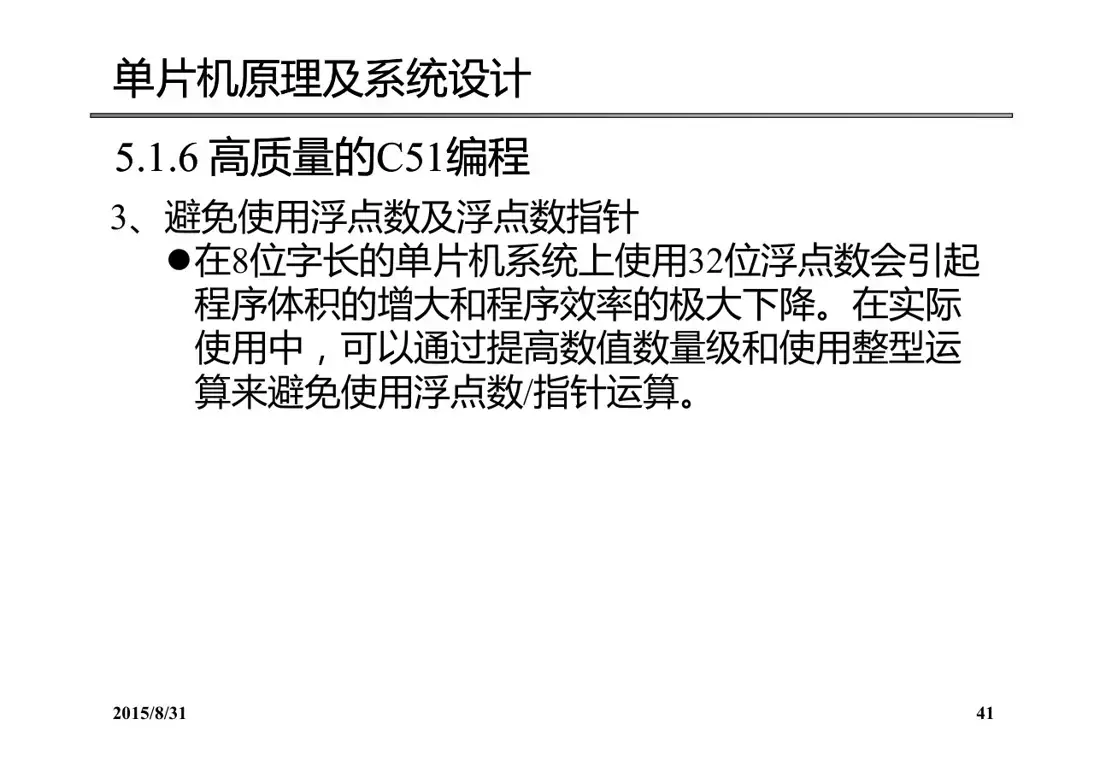 单片机原理及系统设计
5.1.6 高质量的C51编程
3、避免使用浮点数及浮点数指针
●在8位字长的单片机系统上使用32位浮点数会引起
程序体积的增大和程序效率的极大下降。在实际
使用中，可以通过提高数值数量级和使用整型运
算来避免使用浮点数/指针运算。
2015/8/31
41